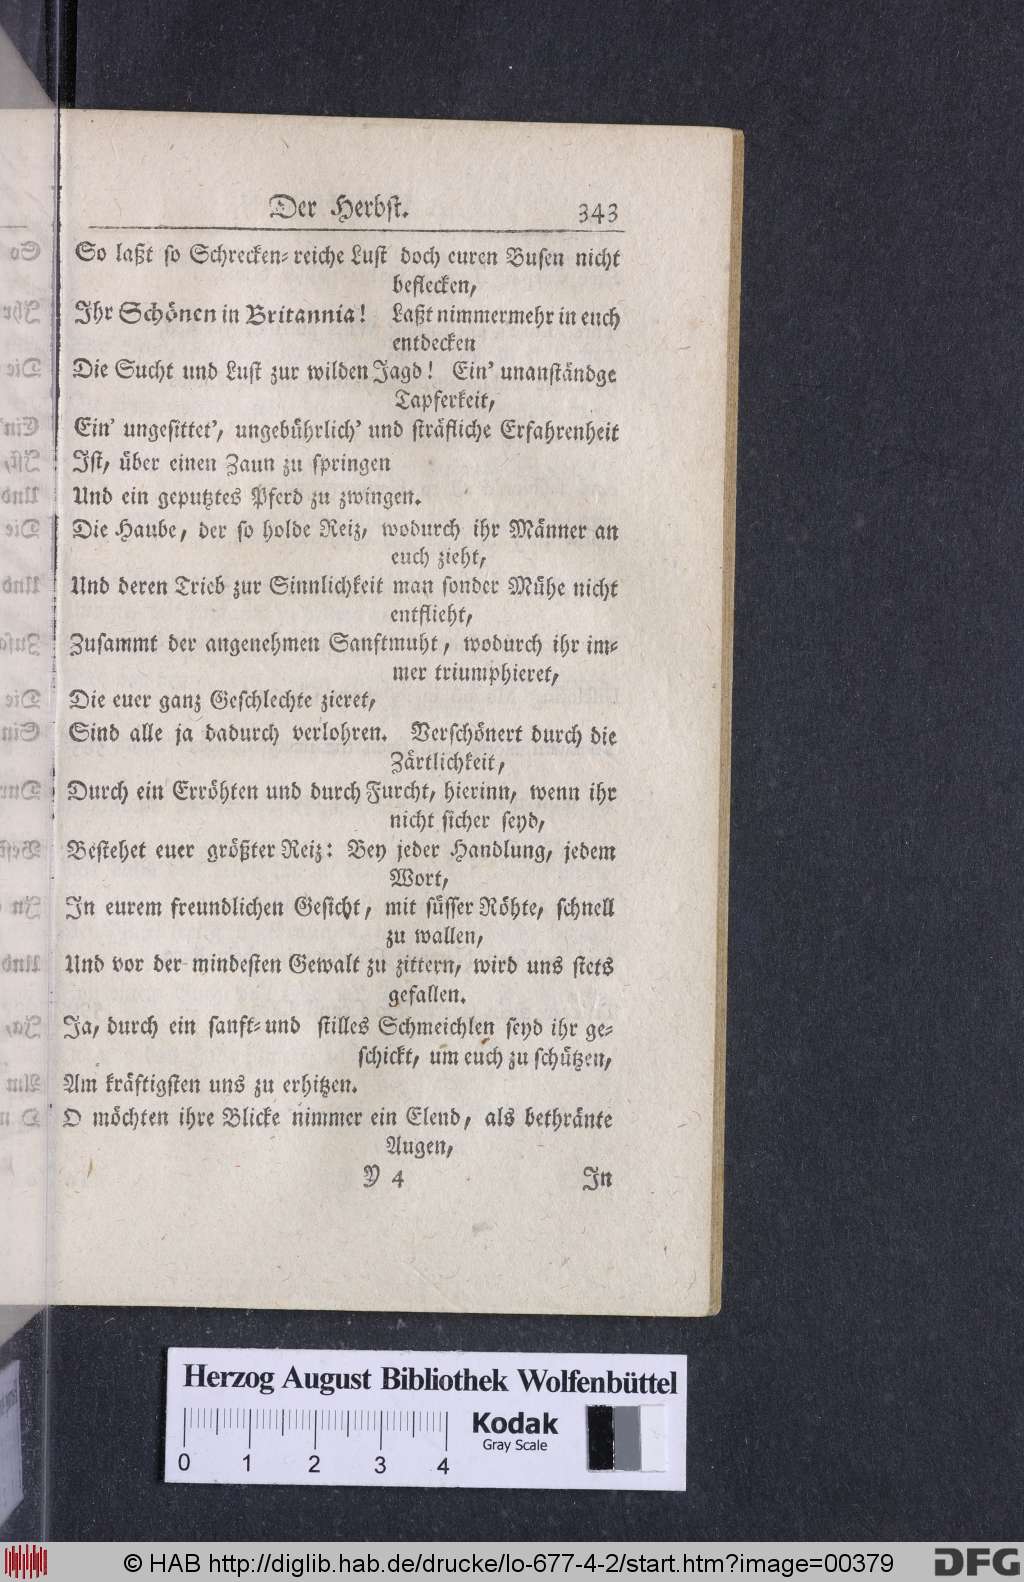 Der Herbst. 343
So laßt so Schrecken-reiche Lust doch euren Busen nicht
beflecken,
Ihr Schönen in Britannia! Laßt nimmermehr in euch
entdecken
Die Sucht und Lust zur wilden Jagd! Ein' unanständge
Tapferkeit,
Ein' ungesittet', ungebührlich' und sträfliche Erfahrenheit
Ist, über einen Zaun zu springen
Und ein geputztes Pferd zu zwingen.
Die Haube, der so holde Reiz, wodurch ihr Männer an
euch zieht,
Und deren Trieb zur Sinnlichkeit man sonder Mühe nicht
entflieht,
Zusammt der angenehmen Sanftmuht, wodurch ihr im-
mer triumphieret,
Die euer ganz Geschlechte zieret,
Sind alle ja dadurch verlohren. Verschönert durch die
Zärtlichkeit,
Durch ein Erröhten und durch Furcht, hierinn, wenn ihr
nicht sicher seyd,
Bestehet euer größter Reiz: Bey jeder Handlung, jedem
Wort,
In eurem freundlichen Gesicht, mit süsser Röhte, schnell
zu wallen,
Und vor der mindesten Gewalt zu zittern, wird uns stets
gefallen.
Ja, durch ein sanft- und stilles Schmeichlen seyd ihr ge-
schickt, um euch zu schützen,
Am kräftigsten uns zu erhitzen.
O möchten ihre Blicke nimmer ein Elend, als bethränte
Augen,
Y 4 In
Herzog August Bibliothek Wolfenbüttel
Kodak
Gray Scale
0 1 2 3 4
© HAB http://diglib.hab.de/drucke/lo-677-4-2/start.htm?image=00379
DFG